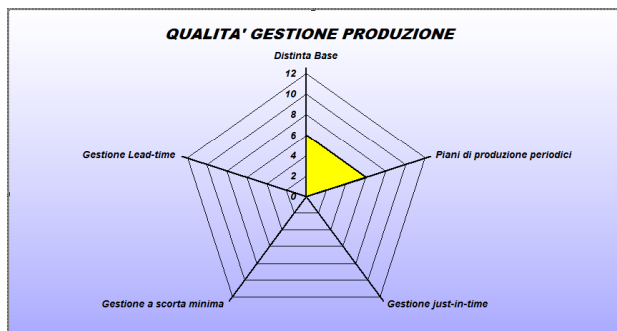 QUALITA' GESTIONE PRODUZIONE
Distinta Base
12
10
8
6
4
2
0
Gestione Lead-time
Piani di produzione periodici
Gestione a scorta minima
Gestione just-in-time